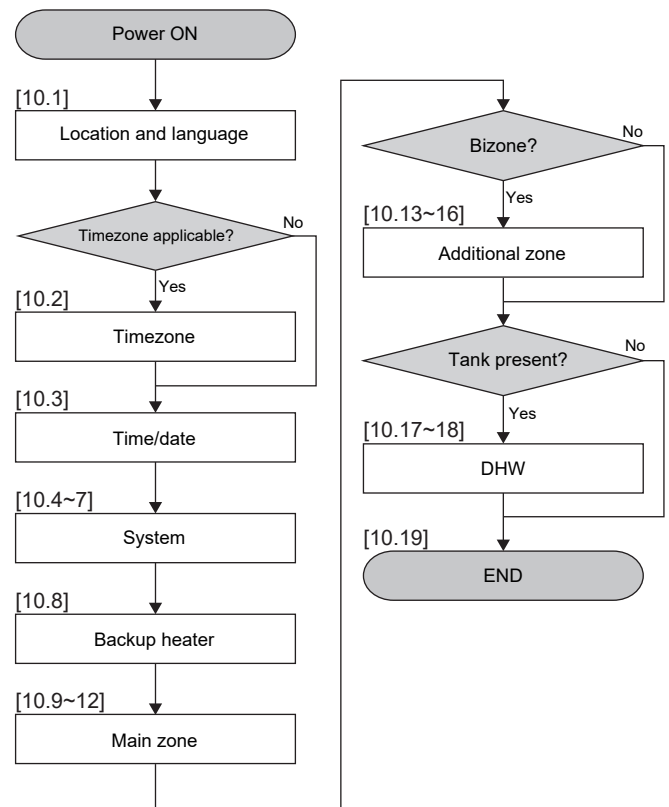 Power ON
[10.1]
Location and language
Timezone applicable?
No
Yes
[10.2]
Timezone
[10.3]
Time/date
[10.4~7]
System
[10.8]
Backup heater
[10.9~12]
Main zone
Bizone?
No
Yes
[10.13~16]
Additional zone
Tank present?
No
Yes
[10.17~18]
DHW
[10.19]
END